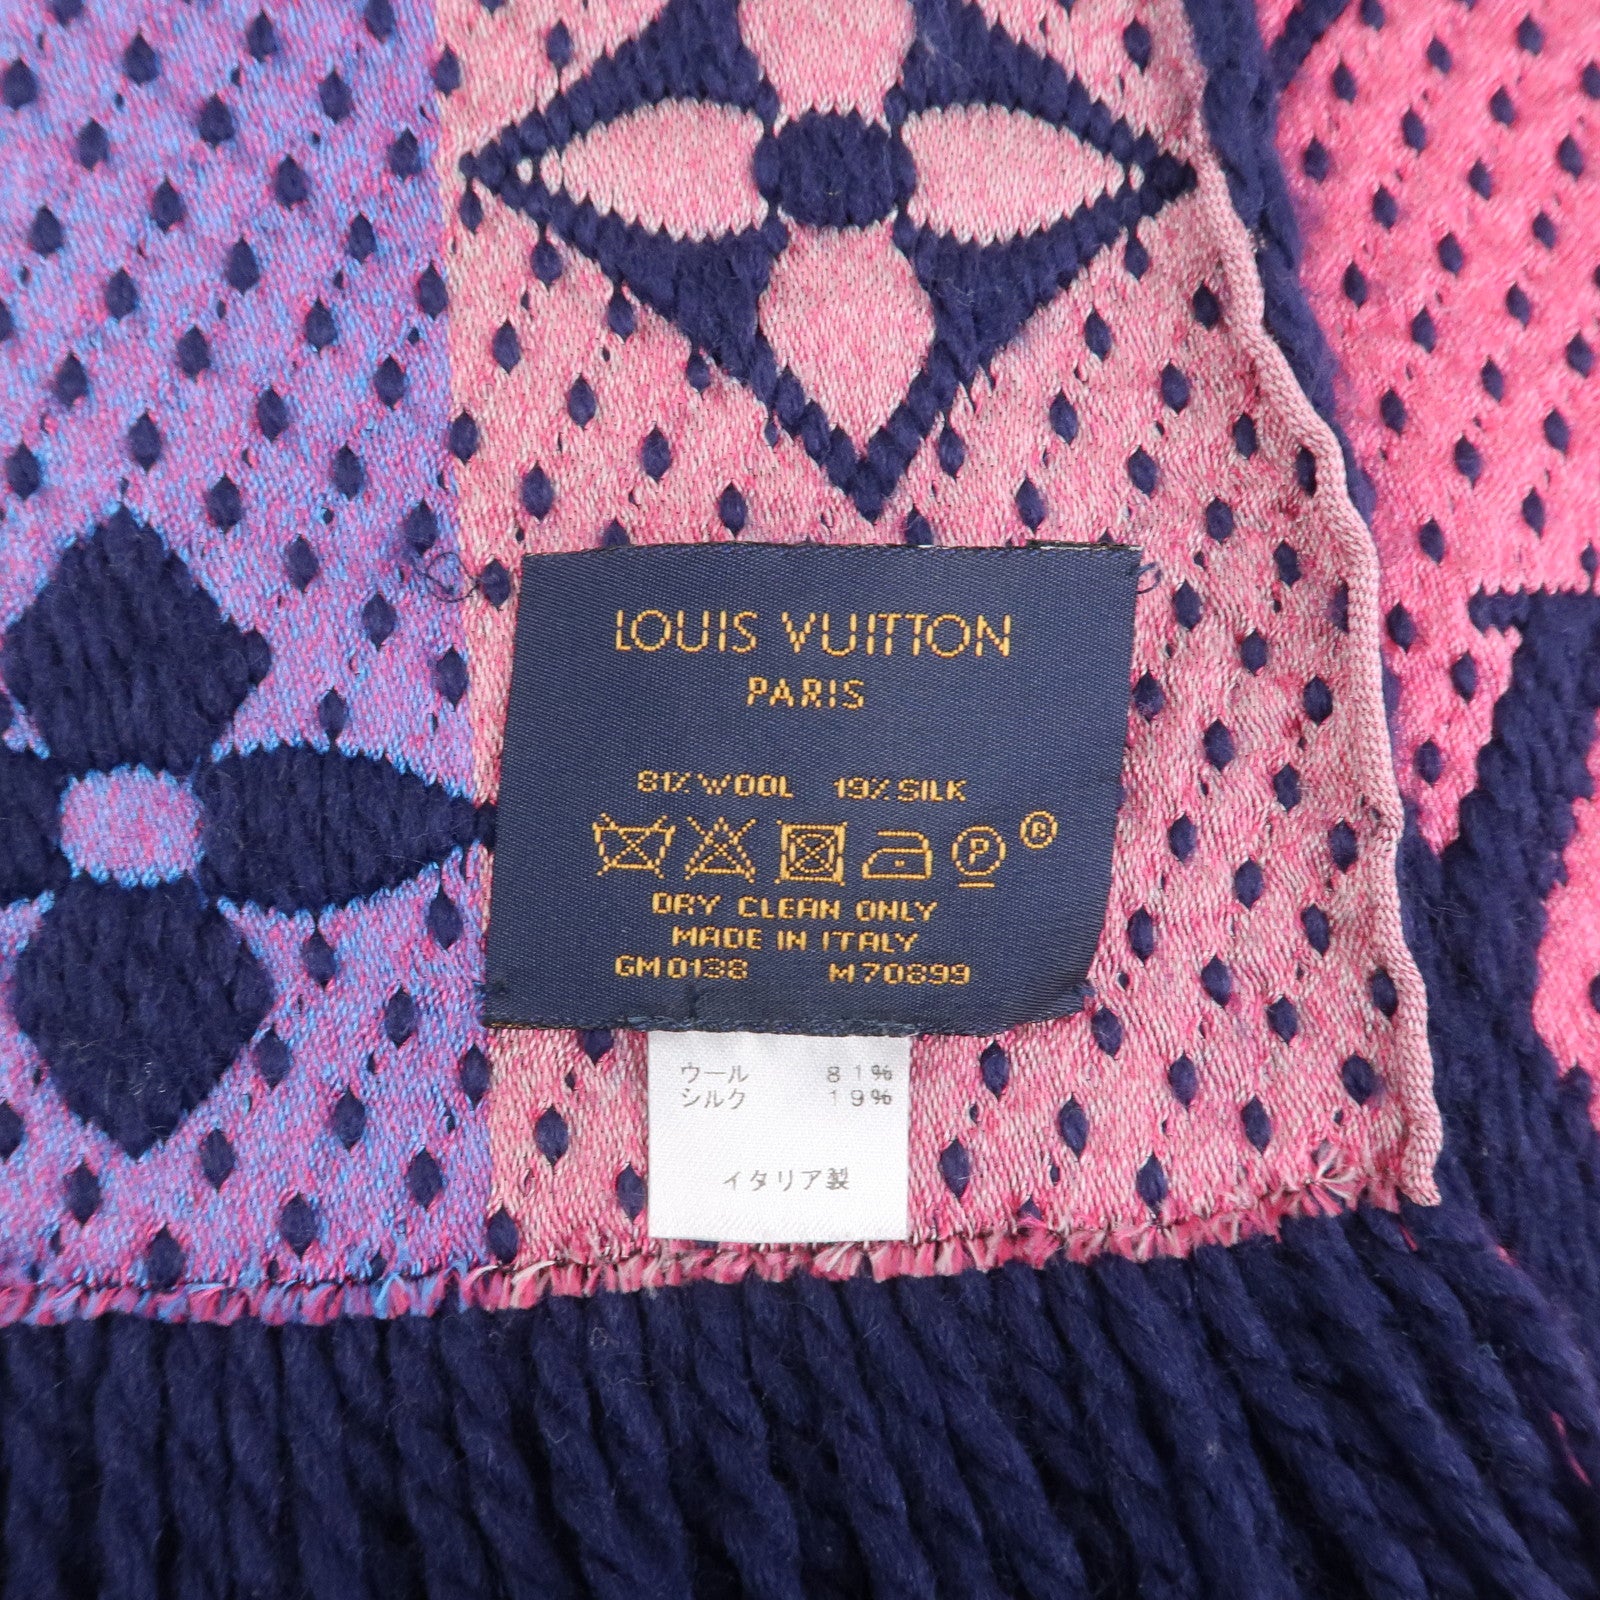 LOUIS VUITTON
PARIS
81% WOOL 19% SILK
P ®
DRY CLEAN ONLY
MADE IN ITALY
GM0138 M70899
ウール 81%
シルク 19%
イタリア製